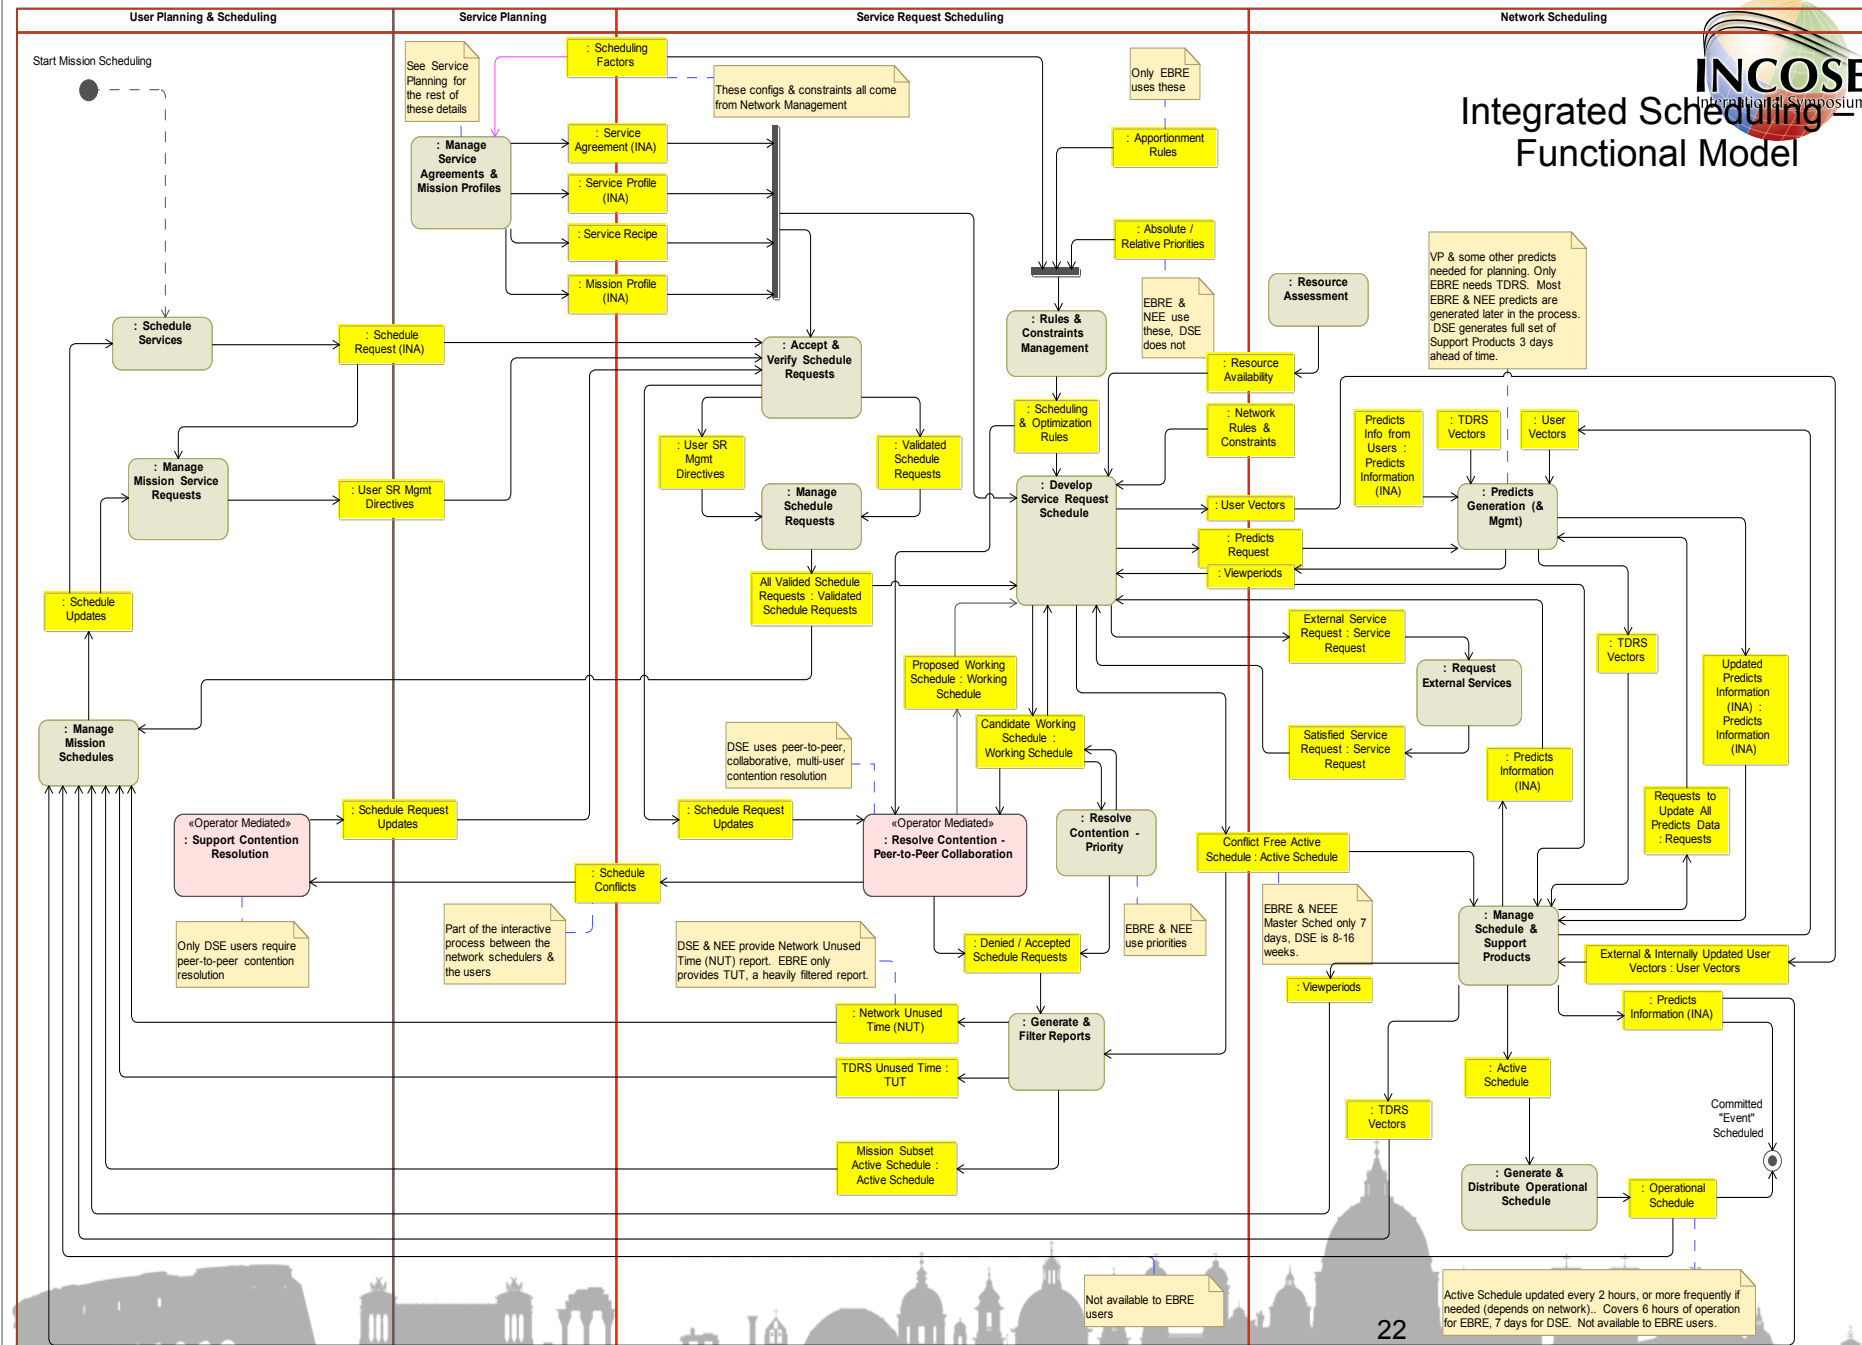 User Planning & Scheduling
Service Planning
Service Request Scheduling
Network Scheduling
INCOSE
International Symposium
Integrated Scheduling –
Functional Model
Start Mission Scheduling
See Service
Planning for
the rest of
these details
: Scheduling
Factors
These configs & constraints all come
from Network Management
Only EBRE
uses these
: Manage
Service
Agreements &
Mission Profiles
: Service
Agreement (INA)
: Service Profile
(INA)
: Service Recipe
: Mission Profile
(INA)
: Apportionment
Rules
: Absolute /
Relative Priorities
EBRE &
NEE use
these, DSE
does not
: Resource
Assessment
VP & some other predicts
needed for planning. Only
EBRE needs TDRS. Most
EBRE & NEE predicts are
generated later in the process.
DSE generates full set of
Support Products 3 days
ahead of time.
: Schedule
Services
: Schedule
Request (INA)
: Accept &
Verify Schedule
Requests
: Rules &
Constraints
Management
: Resource
Availability
: Scheduling
& Optimization
Rules
: Network
Rules &
Constraints
Predicts
Info from
Users :
Predicts
Information
(INA)
: TDRS
Vectors
: User
Vectors
: User SR
Mgmt
Directives
: Validated
Schedule
Requests
: Manage
Mission Service
Requests
: User SR Mgmt
Directives
: Manage
Schedule
Requests
: Develop
Service Request
Schedule
: User Vectors
: Predicts
Generation (&
Mgmt)
: Predicts
Request
: Viewperiods
: Schedule
Updates
All Valided Schedule
Requests : Validated
Schedule Requests
External Service
Request : Service
Request
: TDRS
Vectors
Proposed Working
Schedule : Working
Schedule
: Request
External Services
Updated
Predicts
Information
(INA) :
Predicts
Information
(INA)
: Manage
Mission
Schedules
DSE uses peer-to-peer,
collaborative, multi-user
contention resolution
Candidate Working
Schedule :
Working Schedule
Satisfied Service
Request : Service
Request
: Predicts
Information
(INA)
Requests to
Update All
Predicts Data
: Requests
«Operator Mediated»
: Support Contention
Resolution
: Schedule Request
Updates
: Schedule Request
Updates
«Operator Mediated»
: Resolve Contention -
Peer-to-Peer Collaboration
: Resolve
Contention -
Priority
Conflict Free Active
Schedule : Active Schedule
: Schedule
Conflicts
Only DSE users require
peer-to-peer contention
resolution
Part of the interactive
process between the
network schedulers &
the users
DSE & NEE provide Network Unused
Time (NUT) report. EBRE only
provides TUT, a heavily filtered report.
: Denied / Accepted
Schedule Requests
EBRE & NEE
use priorities
EBRE & NEEE
Master Sched only 7
days, DSE is 8-16
weeks.
: Manage
Schedule &
Support
Products
External & Internally Updated User
Vectors : User Vectors
: Viewperiods
: Predicts
Information (INA)
: Network Unused
Time (NUT)
: Generate &
Filter Reports
TDRS Unused Time :
TUT
: Active
Schedule
: TDRS
Vectors
Committed
"Event"
Scheduled
Mission Subset
Active Schedule :
Active Schedule
: Generate &
Distribute Operational
Schedule
: Operational
Schedule
Not available to EBRE
users
Active Schedule updated every 2 hours, or more frequently if
needed (depends on network).. Covers 6 hours of operation
for EBRE, 7 days for DSE. Not available to EBRE users.
22